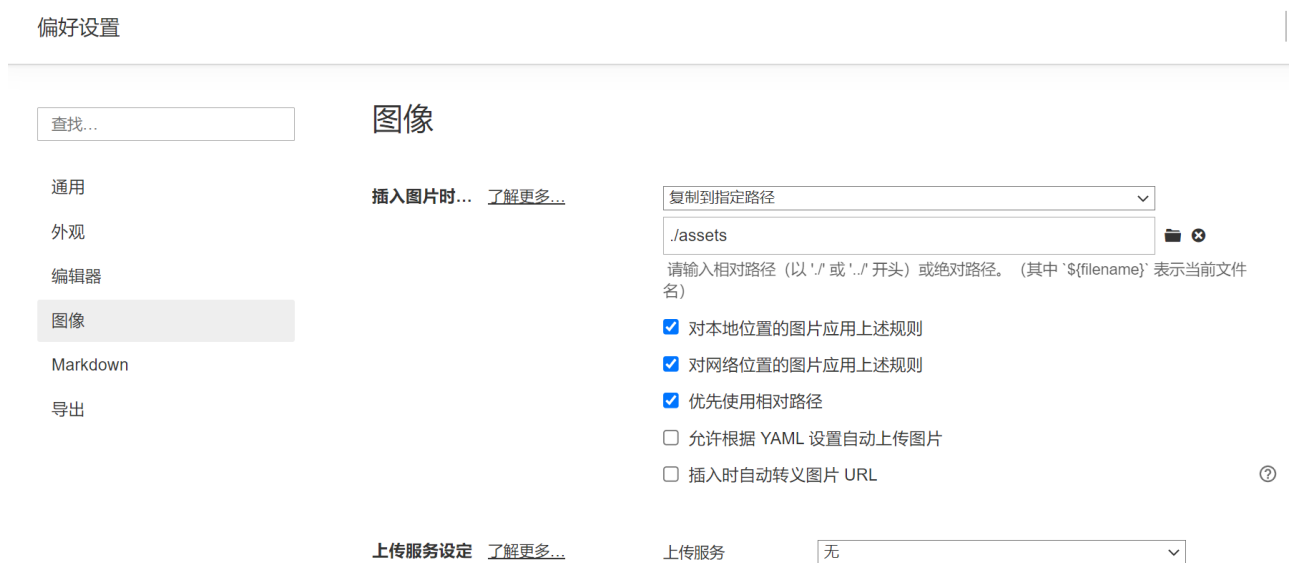 偏好设置
查找...
通用
外观
编辑器
图像
Markdown
导出
图像
插入图片时... 了解更多...
复制到指定路径
./assets
请输入相对路径（以 './' 或 '../' 开头）或绝对路径。（其中 `${filename}` 表示当前文件
名）
对本地位置的图片应用上述规则
对网络位置的图片应用上述规则
优先使用相对路径
允许根据 YAML 设置自动上传图片
插入时自动转义图片 URL
上传服务设定 了解更多...
上传服务 无